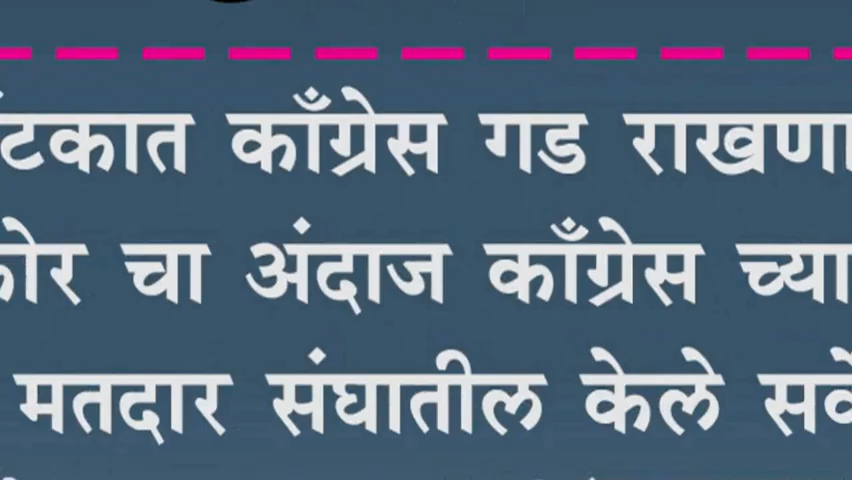 काँग्रेस गड
चा अंदाज काँग्रेस च्या
मतदार संघातील केले